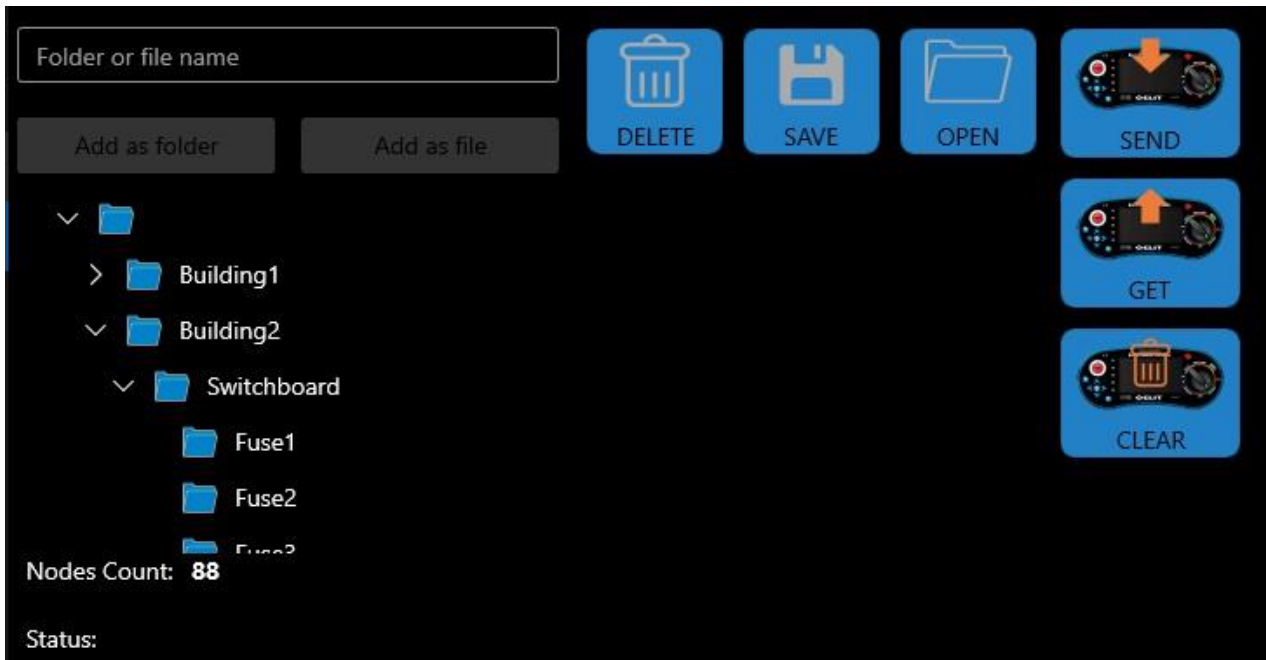 Folder or file name
DELETE
SAVE
OPEN
SEND
Add as folder
Add as file
GET
Building1
Building2
Switchboard
CLEAR
Fuse1
Fuse2
Fuse3
Nodes Count: 88
Status: